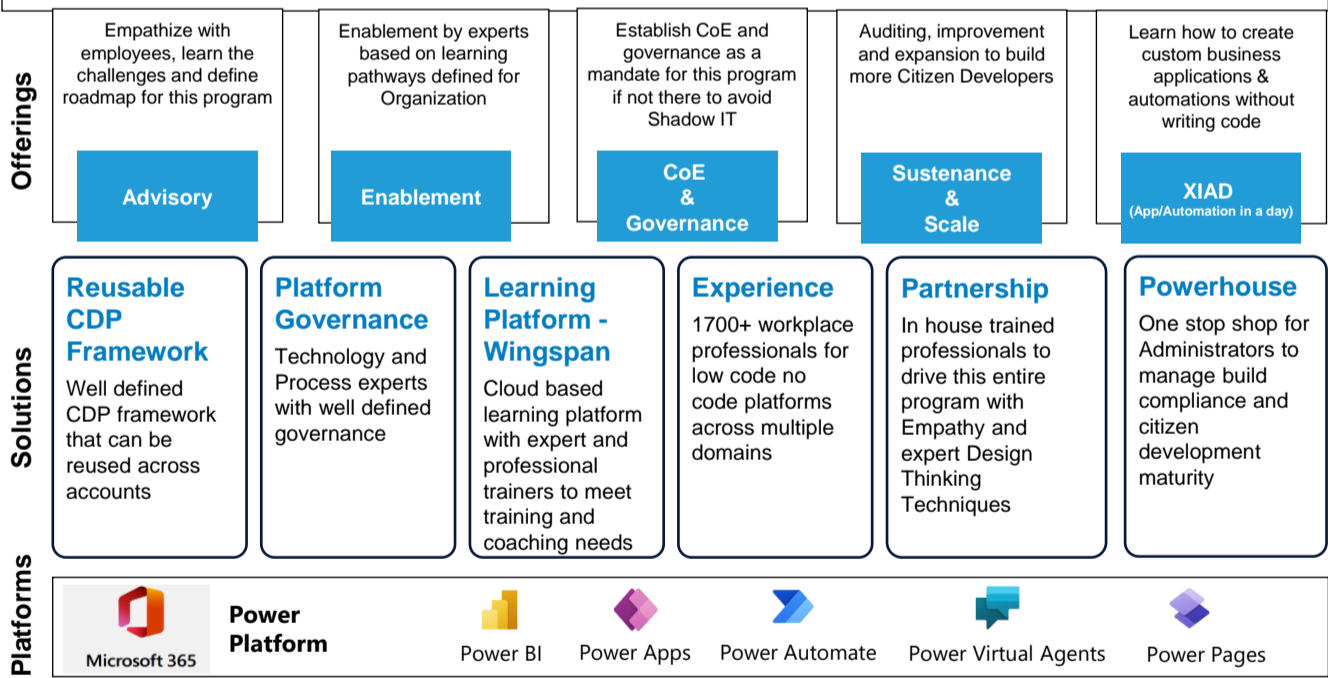 Offerings
Empathize with
employees, learn the
challenges and define
roadmap for this program
Advisory
Enablement by experts
based on learning
pathways defined for
Organization
Enablement
Establish CoE and
governance as a
mandate for this program
if not there to avoid
Shadow IT
CoE
&
Governance
Auditing, improvement
and expansion to build
more Citizen Developers
Sustenance
&
Scale
Learn how to create
custom business
applications &
automations without
writing code
XIAD
(App/Automation in a day)
Solutions
Reusable
CDP
Framework
Well defined
CDP framework
that can be
reused across
accounts
Platform
Governance
Technology and
Process experts
with well defined
governance
Learning
Platform -
Wingspan
Cloud based
learning platform
with expert and
professional
trainers to meet
training and
coaching needs
Experience
1700+ workplace
professionals for
low code no
code platforms
across multiple
domains
Partnership
In house trained
professionals to
drive this entire
program with
Empathy and
expert Design
Thinking
Techniques
Powerhouse
One stop shop for
Administrators to
manage build
compliance and
citizen
development
maturity
Platforms
Microsoft 365
Power
Platform
Power BI
Power Apps
Power Automate
Power Virtual Agents
Power Pages